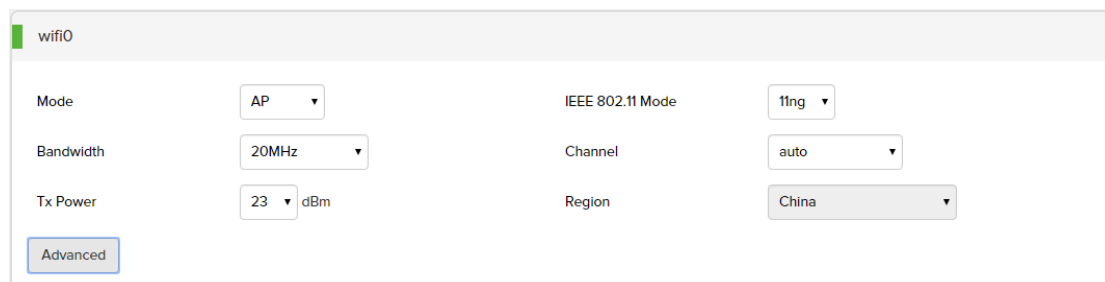 wifi0
Mode AP IEEE 802.11 Mode 11ng
Bandwidth 20MHz Channel auto
Tx Power 23 dBm Region China
Advanced